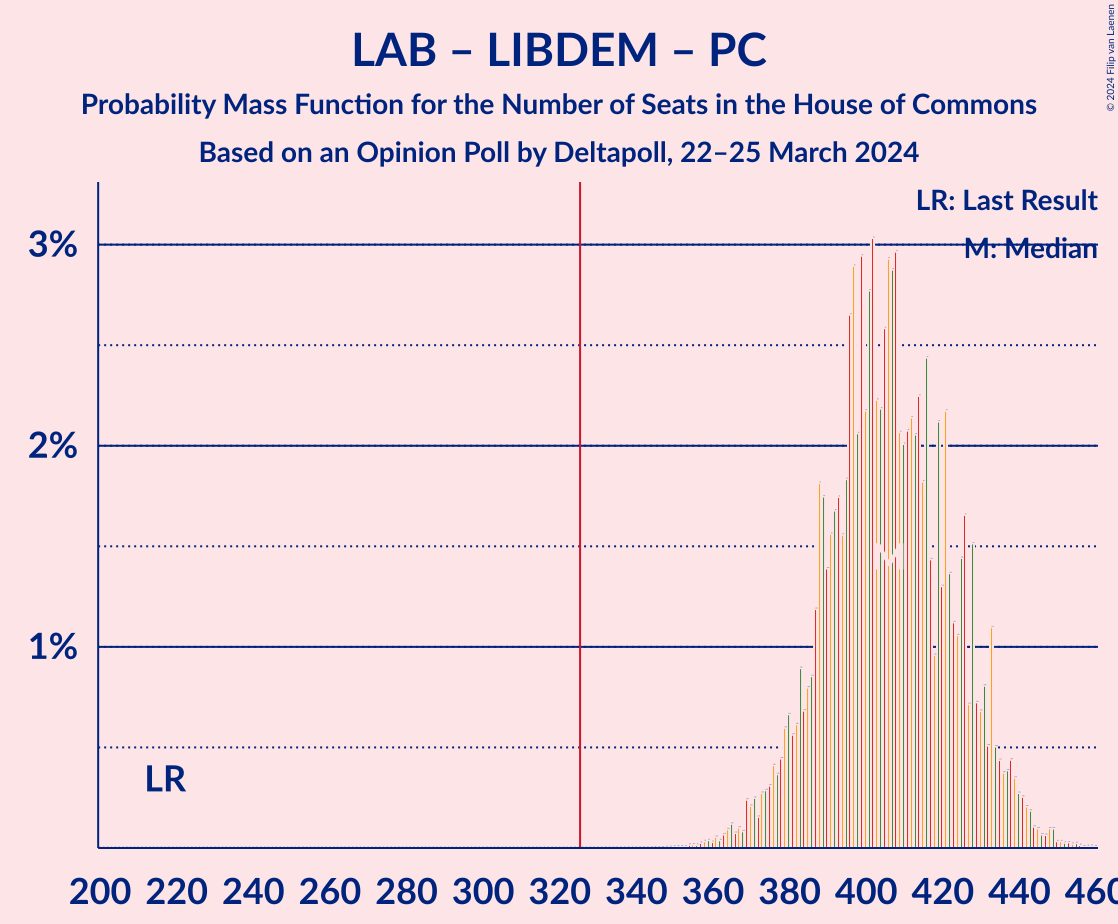 LAB – LIBDEM – PC
Probability Mass Function for the Number of Seats in the House of Commons
Based on an Opinion Poll by Deltapoll, 22–25 March 2024
© 2024 Filip van Laenen
LR: Last Result
M: Median
3%
2%
1%
LR
M
200 220 240 260 280 300 320 340 360 380 400 420 440 460